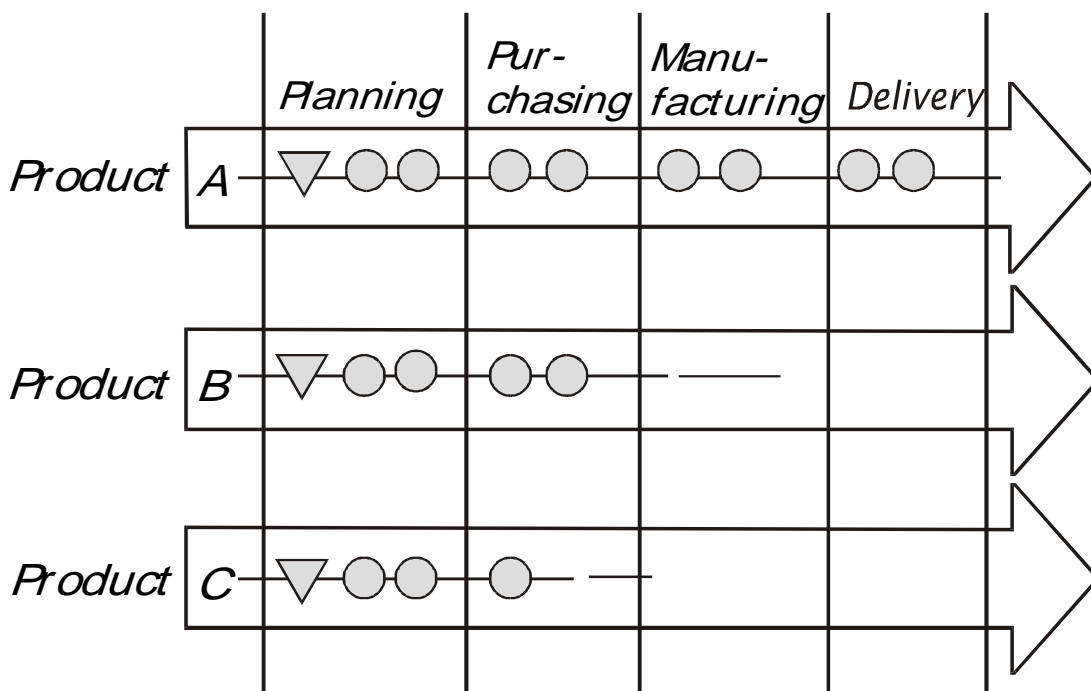 Planning
Pur-
chasing
Manu-
facturing
Delivery
Product A
Product B
Product C